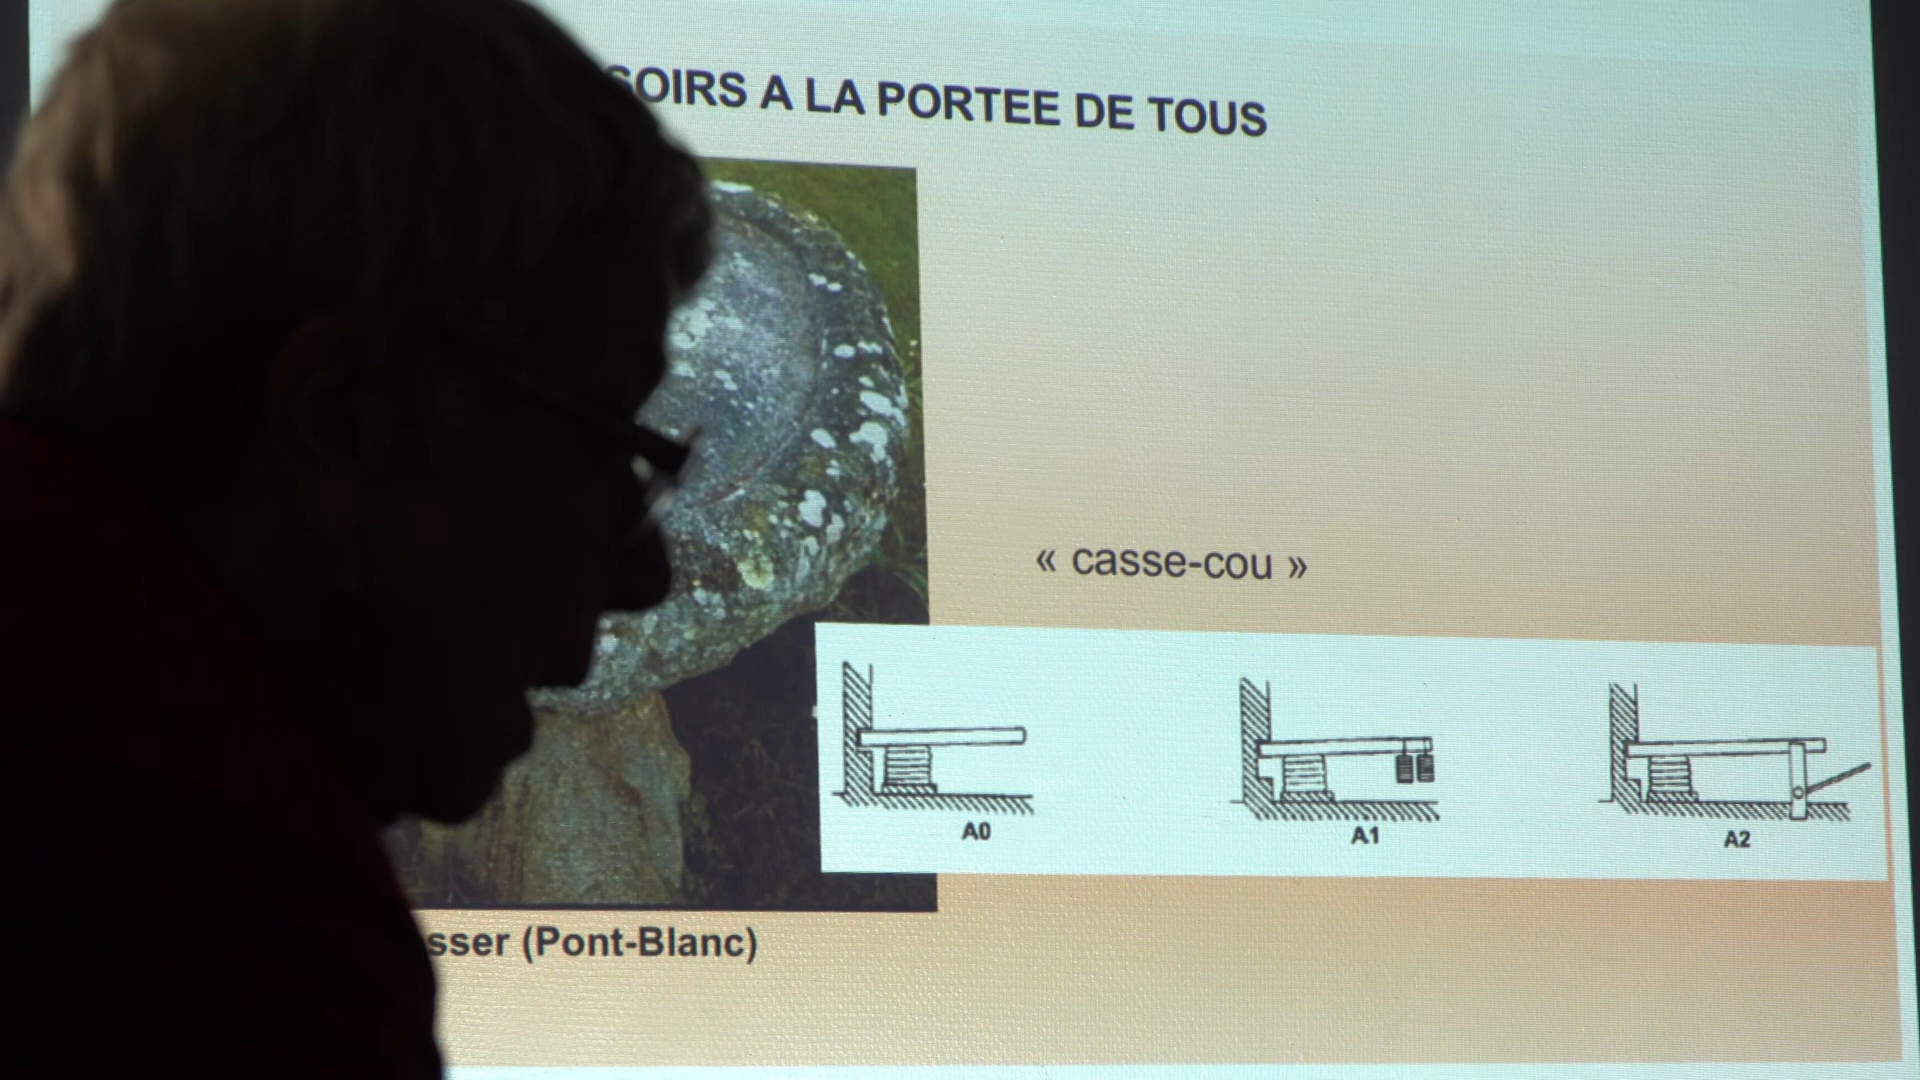 SOIRS A LA PORTEE DE TOUS
« casse-cou »
A0 A1 A2
sser (Pont-Blanc)